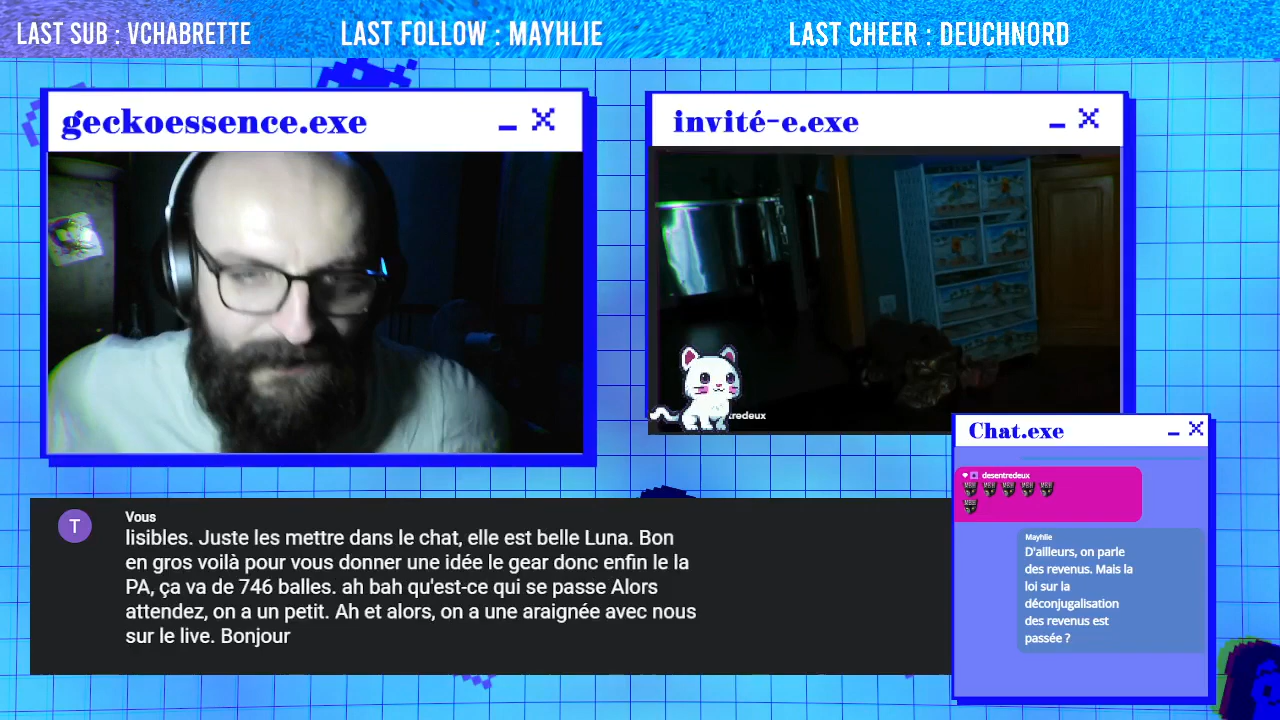 LAST SUB : VCHABRETTE
LAST FOLLOW : MAYHLIE
LAST CHEER : DEUCHNORD
geckoessence.exe
invité-e.exe
redeux
Chat.exe
desentredeux
Mayhlie
D'ailleurs, on parle
des revenus. Mais la
loi sur la
déconjugalisation
des revenus est
passée ?
T
Vous
lisibles. Juste les mettre dans le chat, elle est belle Luna. Bon
en gros voilà pour vous donner une idée le gear donc enfin le la
PA, ça va de 746 balles. ah bah qu'est-ce qui se passe Alors
attendez, on a un petit. Ah et alors, on a une araignée avec nous
sur le live. Bonjour